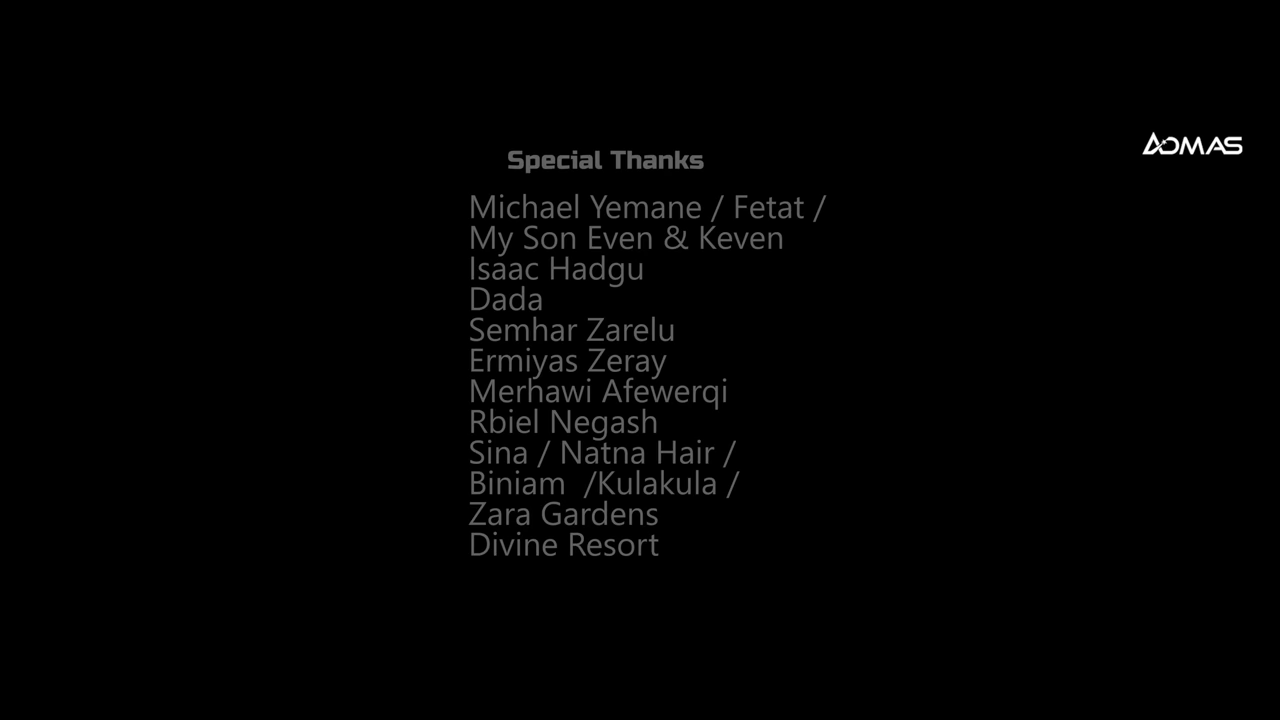 Special Thanks
ADMAS
Michael Yemane / Fetat /
My Son Even & Keven
Isaac Hadgu
Dada
Semhar Zarelu
Ermiyas Zeray
Merhawi Afewerqi
Rbiel Negash
Sina / Natna Hair /
Biniam  /Kulakula /
Zara Gardens
Divine Resort